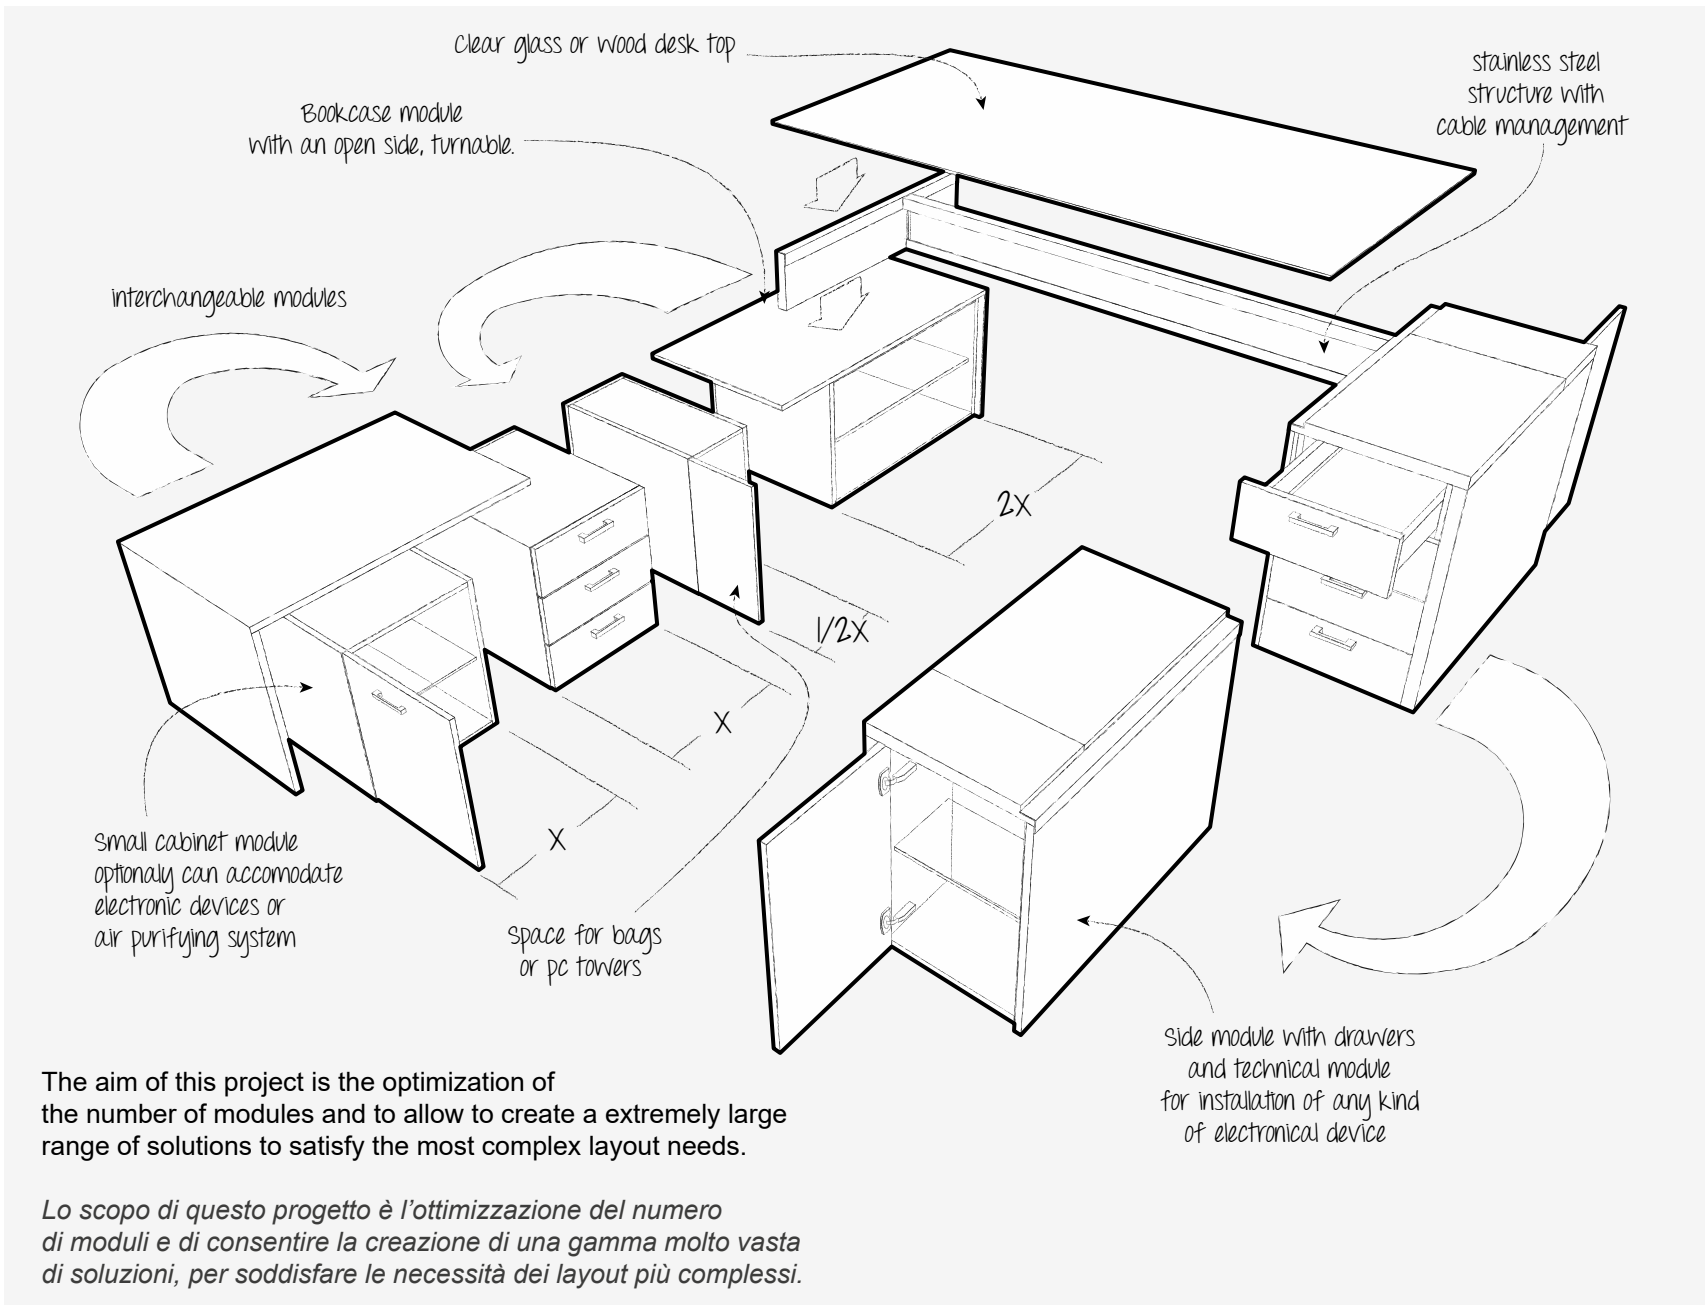 Clear glass or wood desk top
stainless steel
structure with
cable management
Bookcase module
with an open side, turnable.
interchangeable modules
2X
1/2X
X
X
Small cabinet module
optionaly can accomodate
electronic devices or
air purifying system
Space for bags
or pc towers
Side module with drawers
and technical module
for installation of any kind
of electronical device
The aim of this project is the optimization of
the number of modules and to allow to create a extremely large
range of solutions to satisfy the most complex layout needs.
Lo scopo di questo progetto è l’ottimizzazione del numero
di moduli e di consentire la creazione di una gamma molto vasta
di soluzioni, per soddisfare le necessità dei layout più complessi.